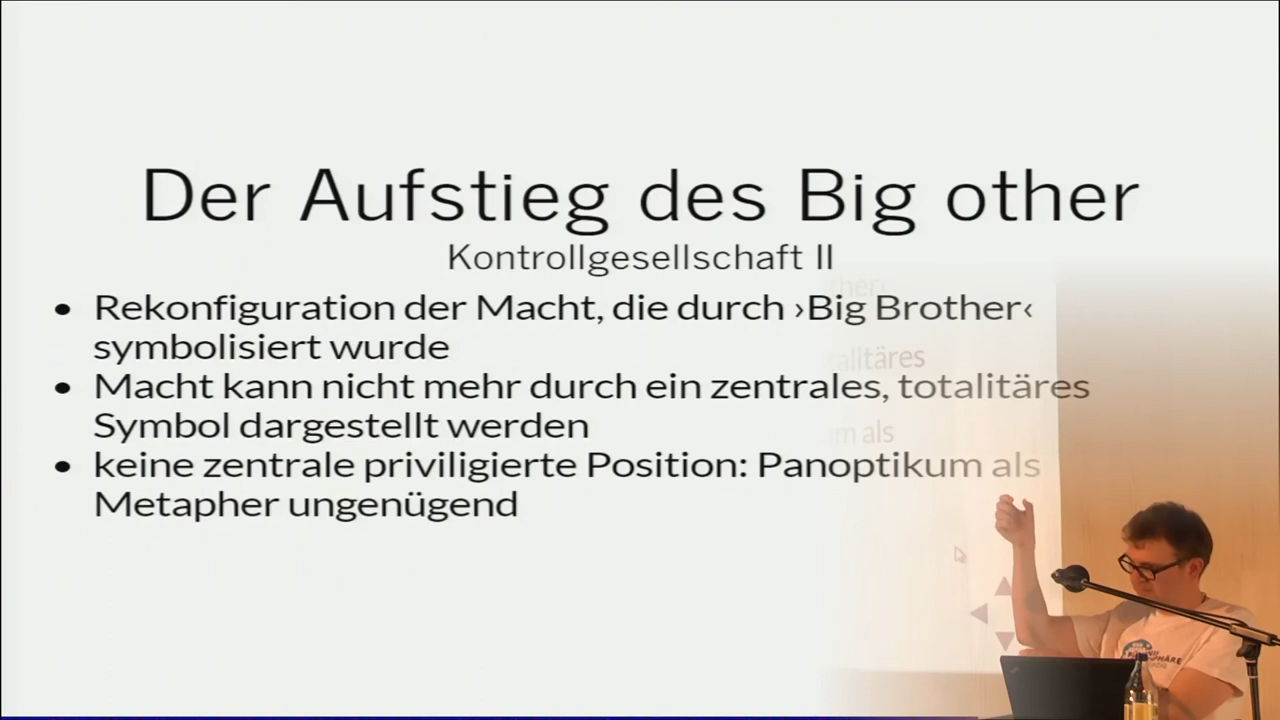 Der Aufstieg des Big other
Kontrollgesellschaft II
• Rekonfiguration der Macht, die durch ›Big Brother‹
symbolisiert wurde
• Macht kann nicht mehr durch ein zentrales, totalitäres
Symbol dargestellt werden
• keine zentrale priviligierte Position: Panoptikum als
Metapher ungenügend